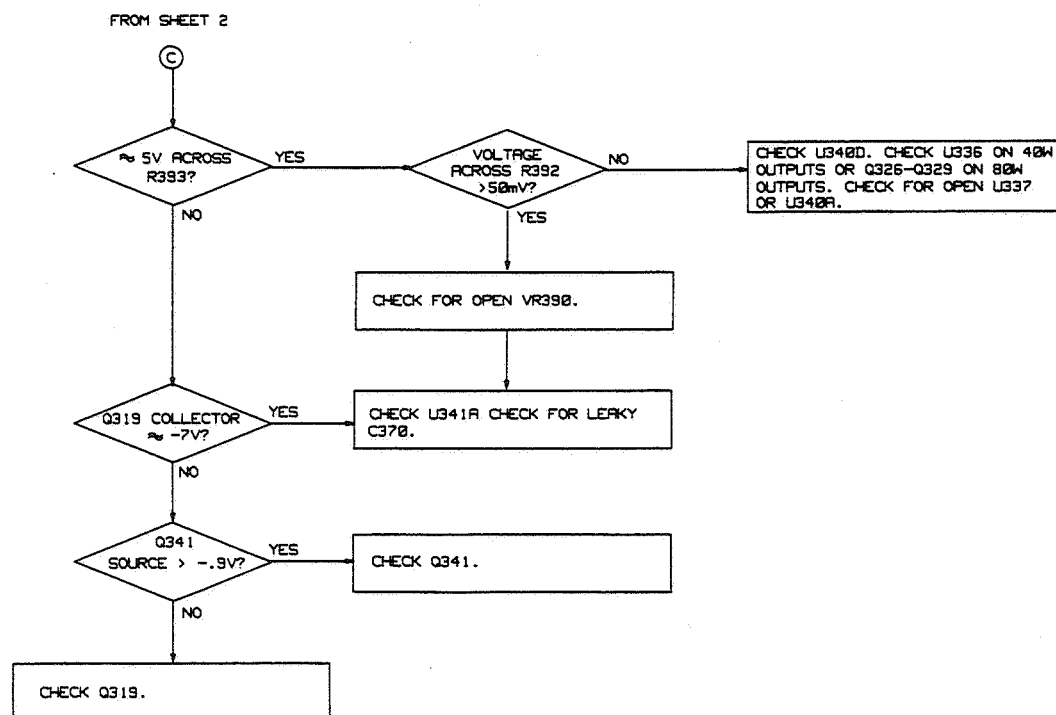 FROM SHEET 2
C
≈ 5V ACROSS
R393?
YES
NO
VOLTAGE
ACROSS R392
>50mV?
NO
YES
CHECK U340D. CHECK U336 ON 40W
OUTPUTS OR Q326-Q329 ON 80W
OUTPUTS. CHECK FOR OPEN U337
OR U340A.
CHECK FOR OPEN VR390.
Q319 COLLECTOR
≈ -7V?
YES
NO
CHECK U341A CHECK FOR LEAKY
C370.
Q341
SOURCE > -.9V?
YES
NO
CHECK Q341.
CHECK Q319.